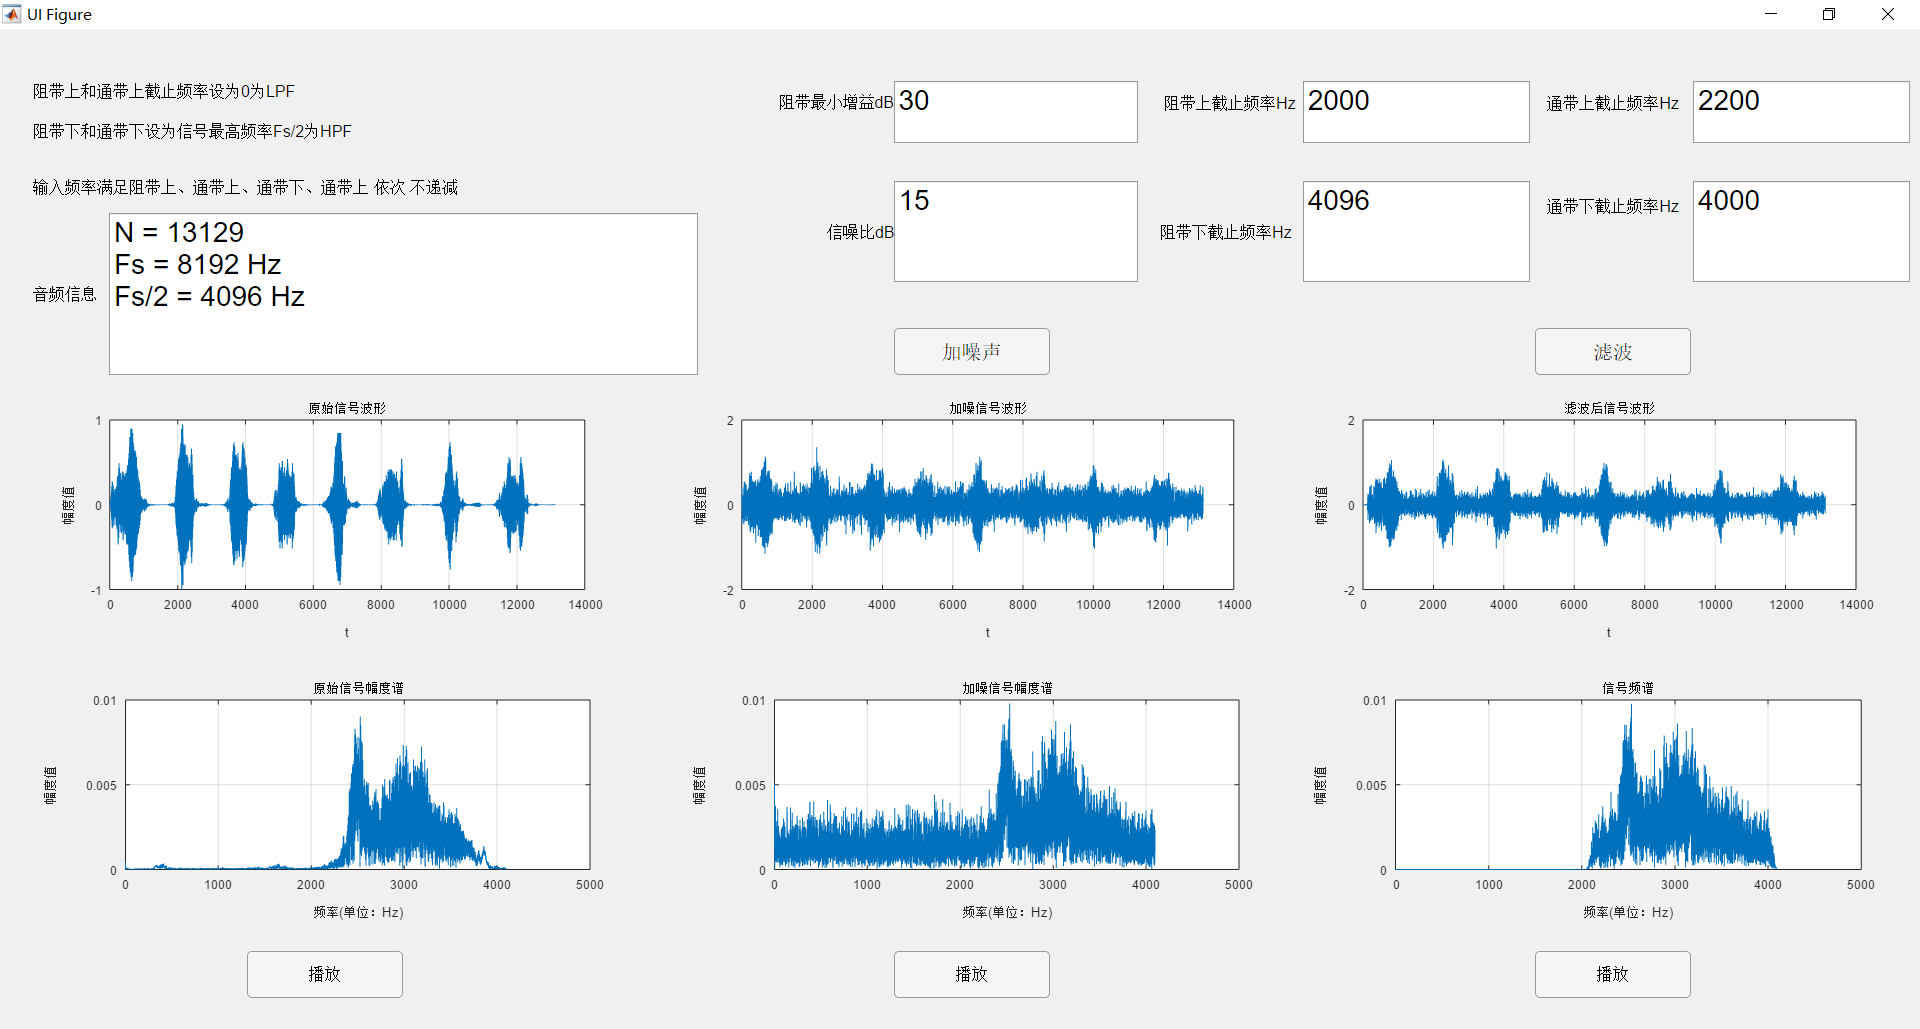 UI Figure
阻带上和通带上截止频率设为0为LPF
阻带下和通带下设为信号最高频率Fs/2为HPF
输入频率满足阻带上、通带上、通带下、通带上 依次 不递减
音频信息
N = 13129
Fs = 8192 Hz
Fs/2 = 4096 Hz
阻带最小增益dB
30
阻带上截止频率Hz
2000
通带上截止频率Hz
2200
信噪比dB
15
阻带下截止频率Hz
4096
通带下截止频率Hz
4000
加噪声
滤波
原始信号波形
1
0
-1
幅度值
0 2000 4000 6000 8000 10000 12000 14000
t
加噪信号波形
2
0
-2
幅度值
0 2000 4000 6000 8000 10000 12000 14000
t
滤波后信号波形
2
0
-2
幅度值
0 2000 4000 6000 8000 10000 12000 14000
t
原始信号幅度谱
0.01
0.005
0
幅度值
0 1000 2000 3000 4000 5000
频率(单位：Hz)
加噪信号幅度谱
0.01
0.005
0
幅度值
0 1000 2000 3000 4000 5000
频率(单位：Hz)
信号频谱
0.01
0.005
0
幅度值
0 1000 2000 3000 4000 5000
频率(单位：Hz)
播放
播放
播放